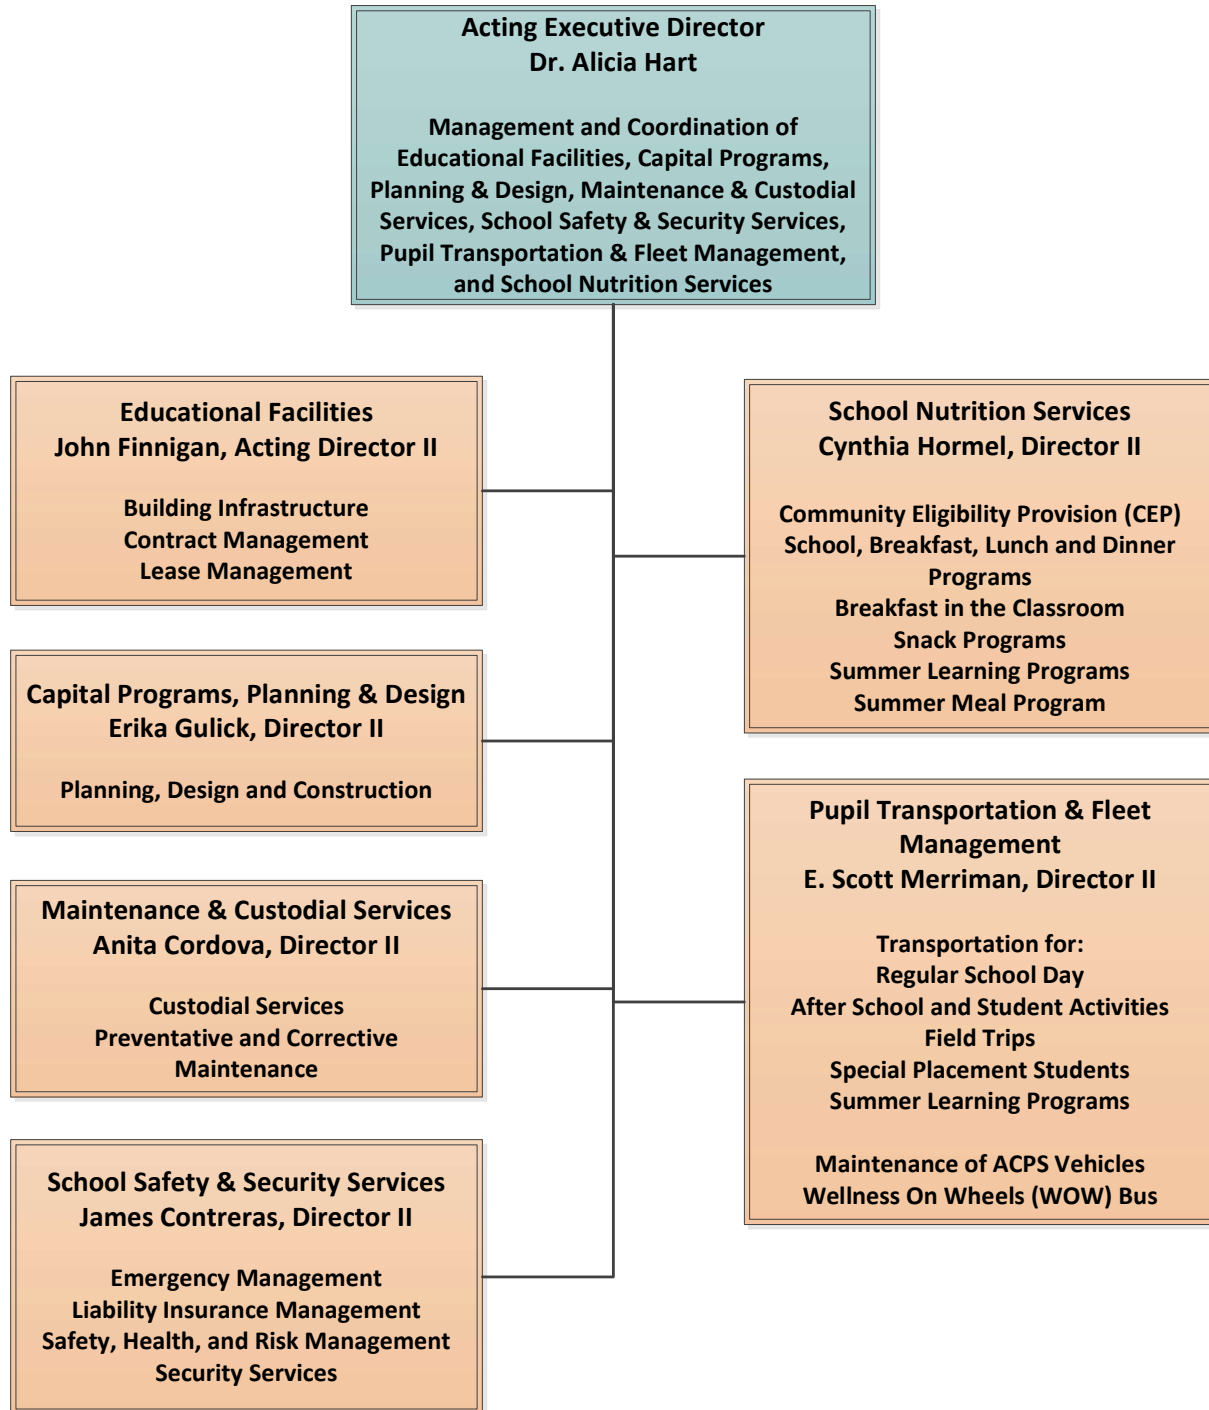 Acting Executive Director
Dr. Alicia Hart
Management and Coordination of
Educational Facilities, Capital Programs,
Planning & Design, Maintenance & Custodial
Services, School Safety & Security Services,
Pupil Transportation & Fleet Management,
and School Nutrition Services
Educational Facilities
John Finnigan, Acting Director II
Building Infrastructure
Contract Management
Lease Management
School Nutrition Services
Cynthia Hormel, Director II
Community Eligibility Provision (CEP)
School, Breakfast, Lunch and Dinner
Programs
Breakfast in the Classroom
Snack Programs
Summer Learning Programs
Summer Meal Program
Capital Programs, Planning & Design
Erika Gulick, Director II
Planning, Design and Construction
Pupil Transportation & Fleet
Management
E. Scott Merriman, Director II
Transportation for:
Regular School Day
After School and Student Activities
Field Trips
Special Placement Students
Summer Learning Programs
Maintenance of ACPS Vehicles
Wellness On Wheels (WOW) Bus
Maintenance & Custodial Services
Anita Cordova, Director II
Custodial Services
Preventative and Corrective
Maintenance
School Safety & Security Services
James Contreras, Director II
Emergency Management
Liability Insurance Management
Safety, Health, and Risk Management
Security Services